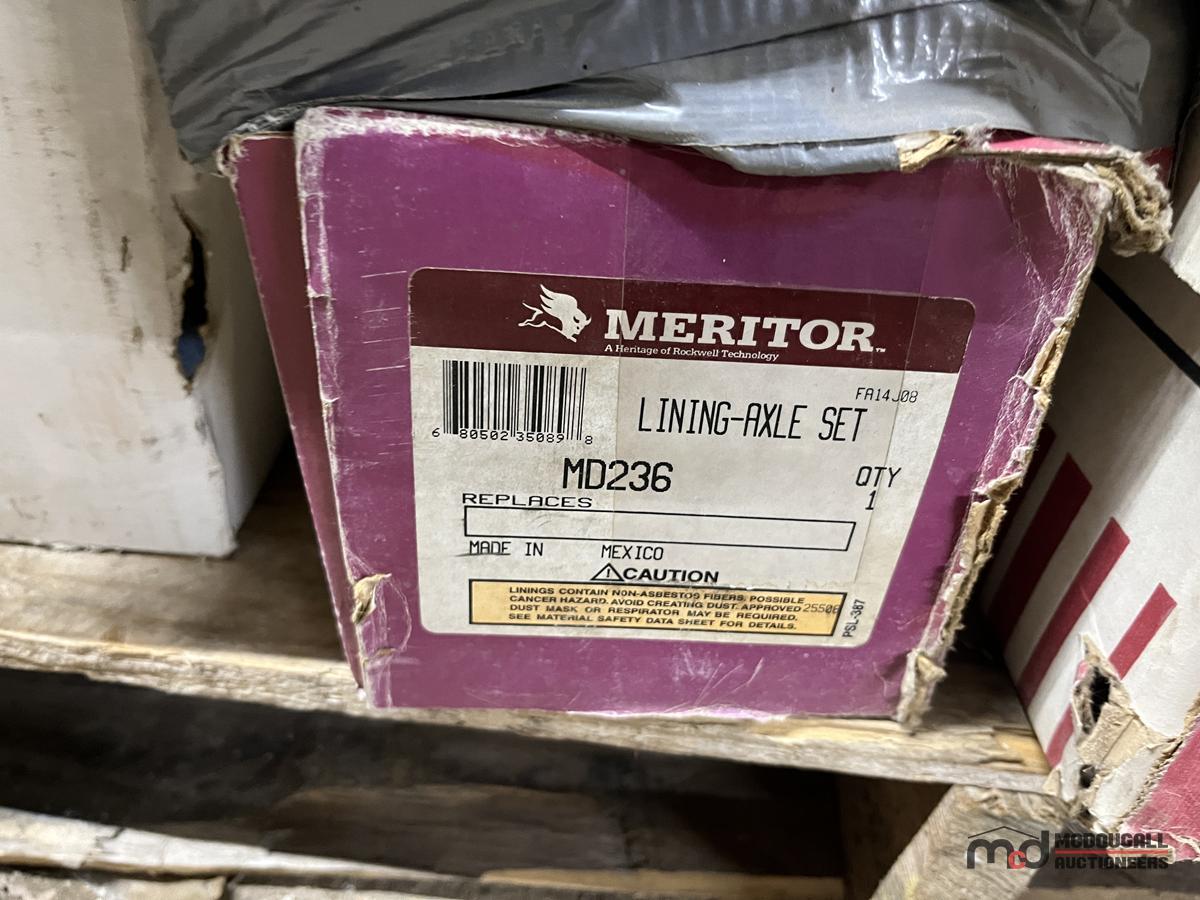 MERITOR™
A Heritage of Rockwell Technology
FA14J08
6 80502 35089 8
LINING-AXLE SET
MD236
QTY
1
REPLACES
MADE IN MEXICO
⚠CAUTION
LININGS CONTAIN NON-ASBESTOS FIBERS. POSSIBLE
CANCER HAZARD. AVOID CREATING DUST. APPROVED
DUST MASK OR RESPIRATOR MAY BE REQUIRED.
SEE MATERIAL SAFETY DATA SHEET FOR DETAILS.
PSL-387
mcd MCDOUGALL
AUCTIONEERS